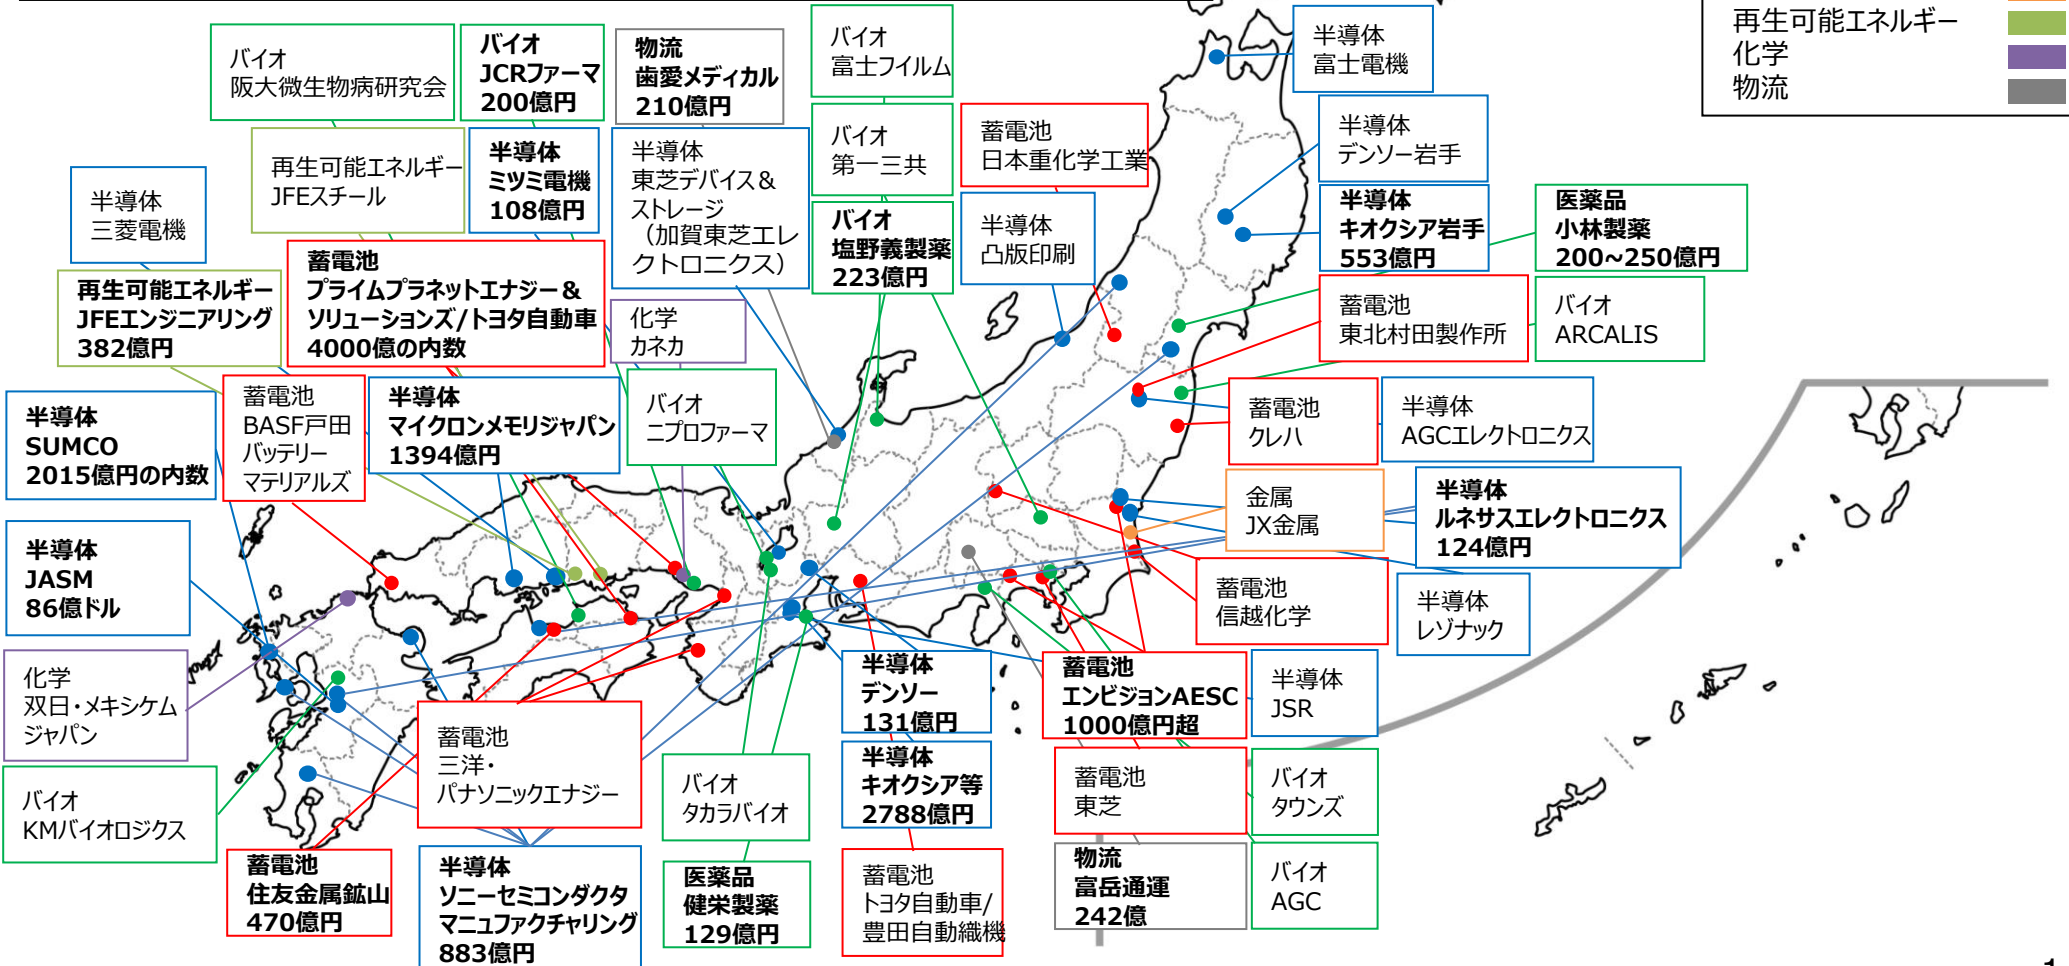 再生可能エネルギー
化学
物流
バイオ
阪大微生物病研究会
バイオ
JCRファーマ
200億円
物流
歯愛メディカル
210億円
バイオ
富士フイルム
半導体
富士電機
再生可能エネルギー
JFEスチール
半導体
ミツミ電機
108億円
半導体
東芝デバイス＆
ストレージ
（加賀東芝エレ
クトロニクス）
バイオ
第一三共
蓄電池
日本重化学工業
半導体
デンソー岩手
半導体
三菱電機
バイオ
塩野義製薬
223億円
半導体
凸版印刷
半導体
キオクシア岩手
553億円
医薬品
小林製薬
200~250億円
再生可能エネルギー
JFEエンジニアリング
382億円
蓄電池
プライムプラネットエナジー＆
ソリューションズ/トヨタ自動車
4000億の内数
化学
カネカ
蓄電池
東北村田製作所
バイオ
ARCALIS
半導体
SUMCO
2015億円の内数
蓄電池
BASF戸田
バッテリー
マテリアルズ
半導体
マイクロンメモリジャパン
1394億円
バイオ
ニプロファーマ
蓄電池
クレハ
半導体
AGCエレクトロニクス
金属
JX金属
半導体
ルネサスエレクトロニクス
124億円
半導体
JASM
86億ドル
蓄電池
信越化学
半導体
レゾナック
化学
双日・メキシケム
ジャパン
蓄電池
三洋・
パナソニックエナジー
半導体
デンソー
131億円
蓄電池
エンビジョンAESC
1000億円超
半導体
JSR
バイオ
KMバイオロジクス
バイオ
タカラバイオ
半導体
キオクシア等
2788億円
蓄電池
東芝
バイオ
タウンズ
蓄電池
住友金属鉱山
470億円
半導体
ソニーセミコンダクタ
マニュファクチャリング
883億円
医薬品
健栄製薬
129億円
蓄電池
トヨタ自動車/
豊田自動織機
物流
富岳通運
242億
バイオ
AGC